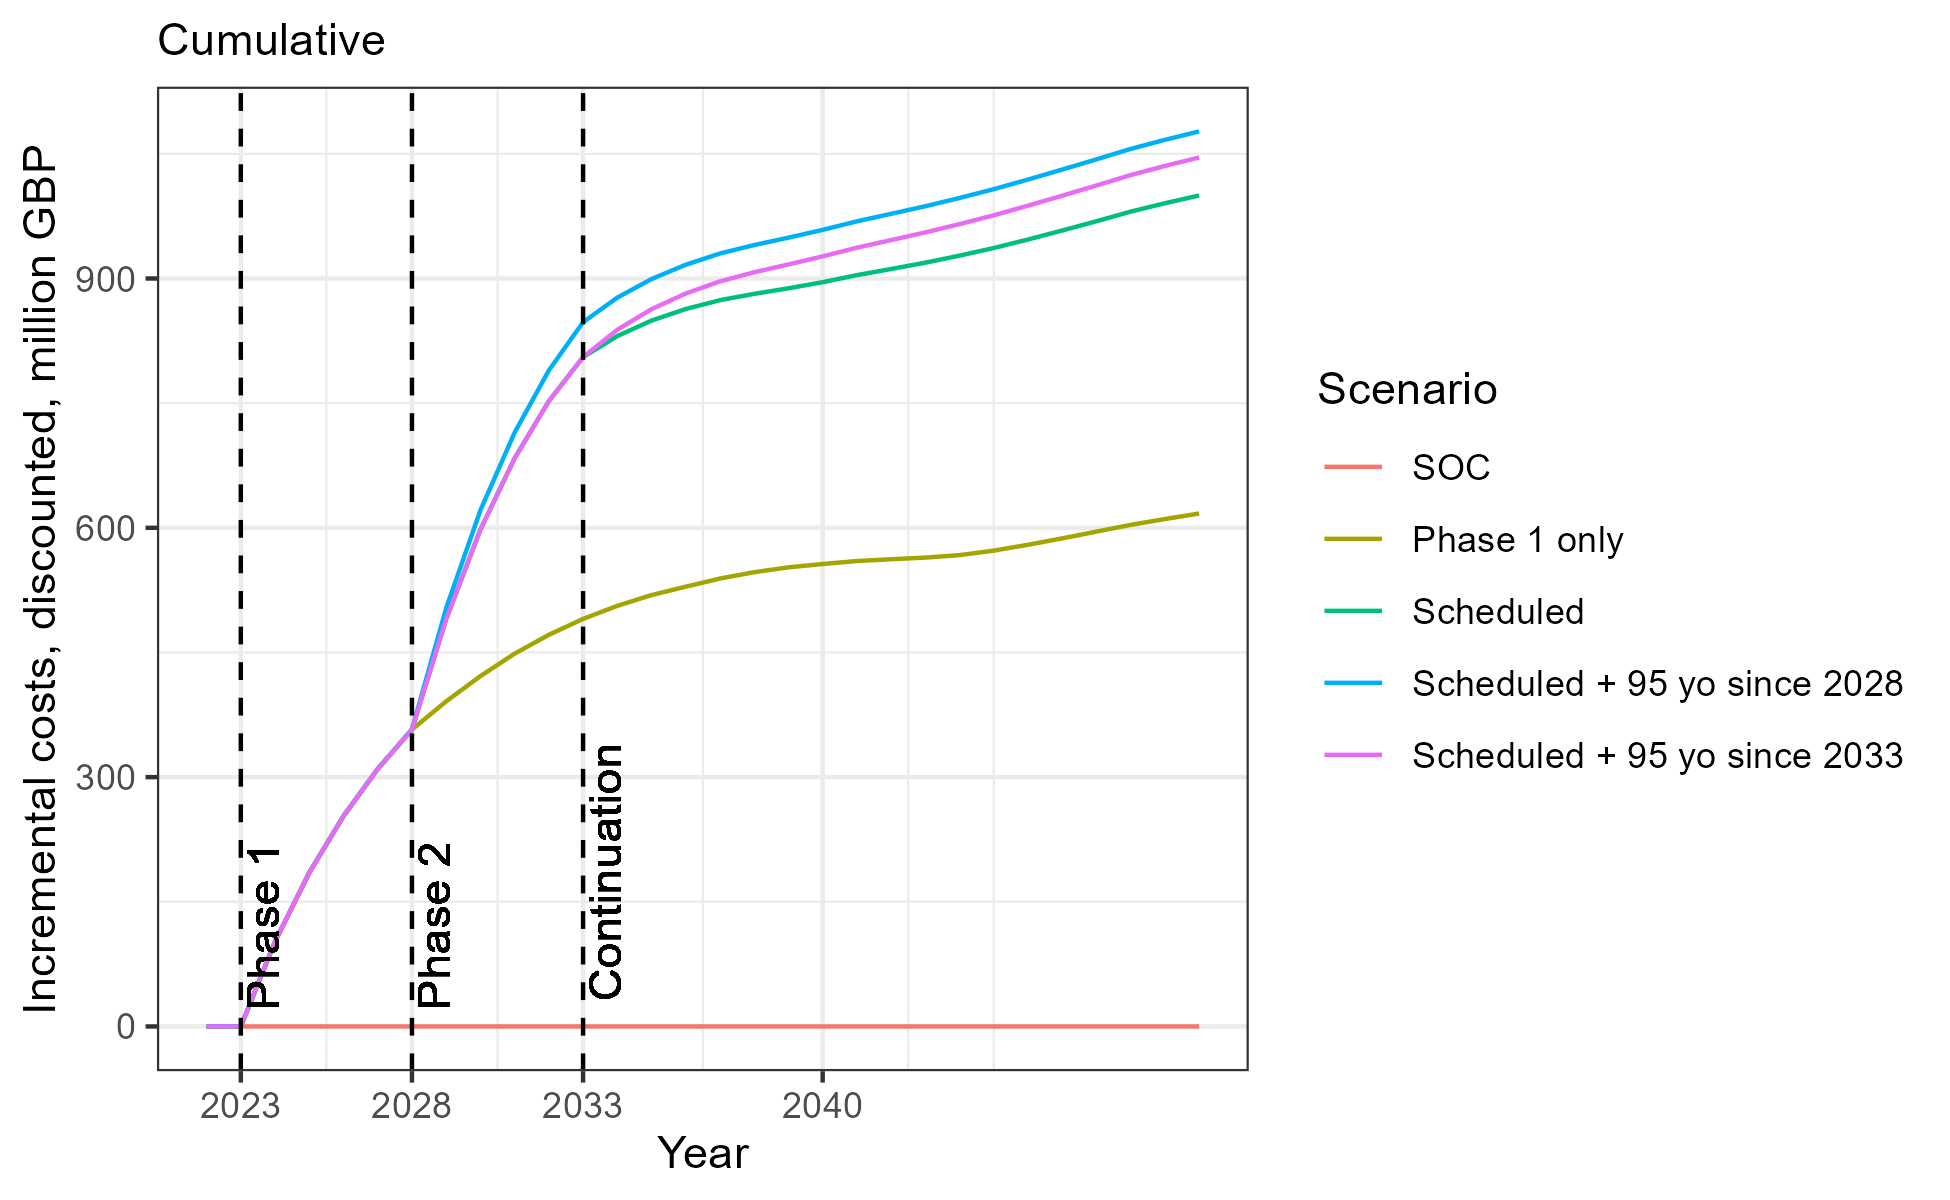 Cumulative
Incremental costs, discounted, million GBP
900
600
300
0
Phase 1
Phase 2
Continuation
2023
2028
2033
2040
Year
Scenario
SOC
Phase 1 only
Scheduled
Scheduled + 95 yo since 2028
Scheduled + 95 yo since 2033